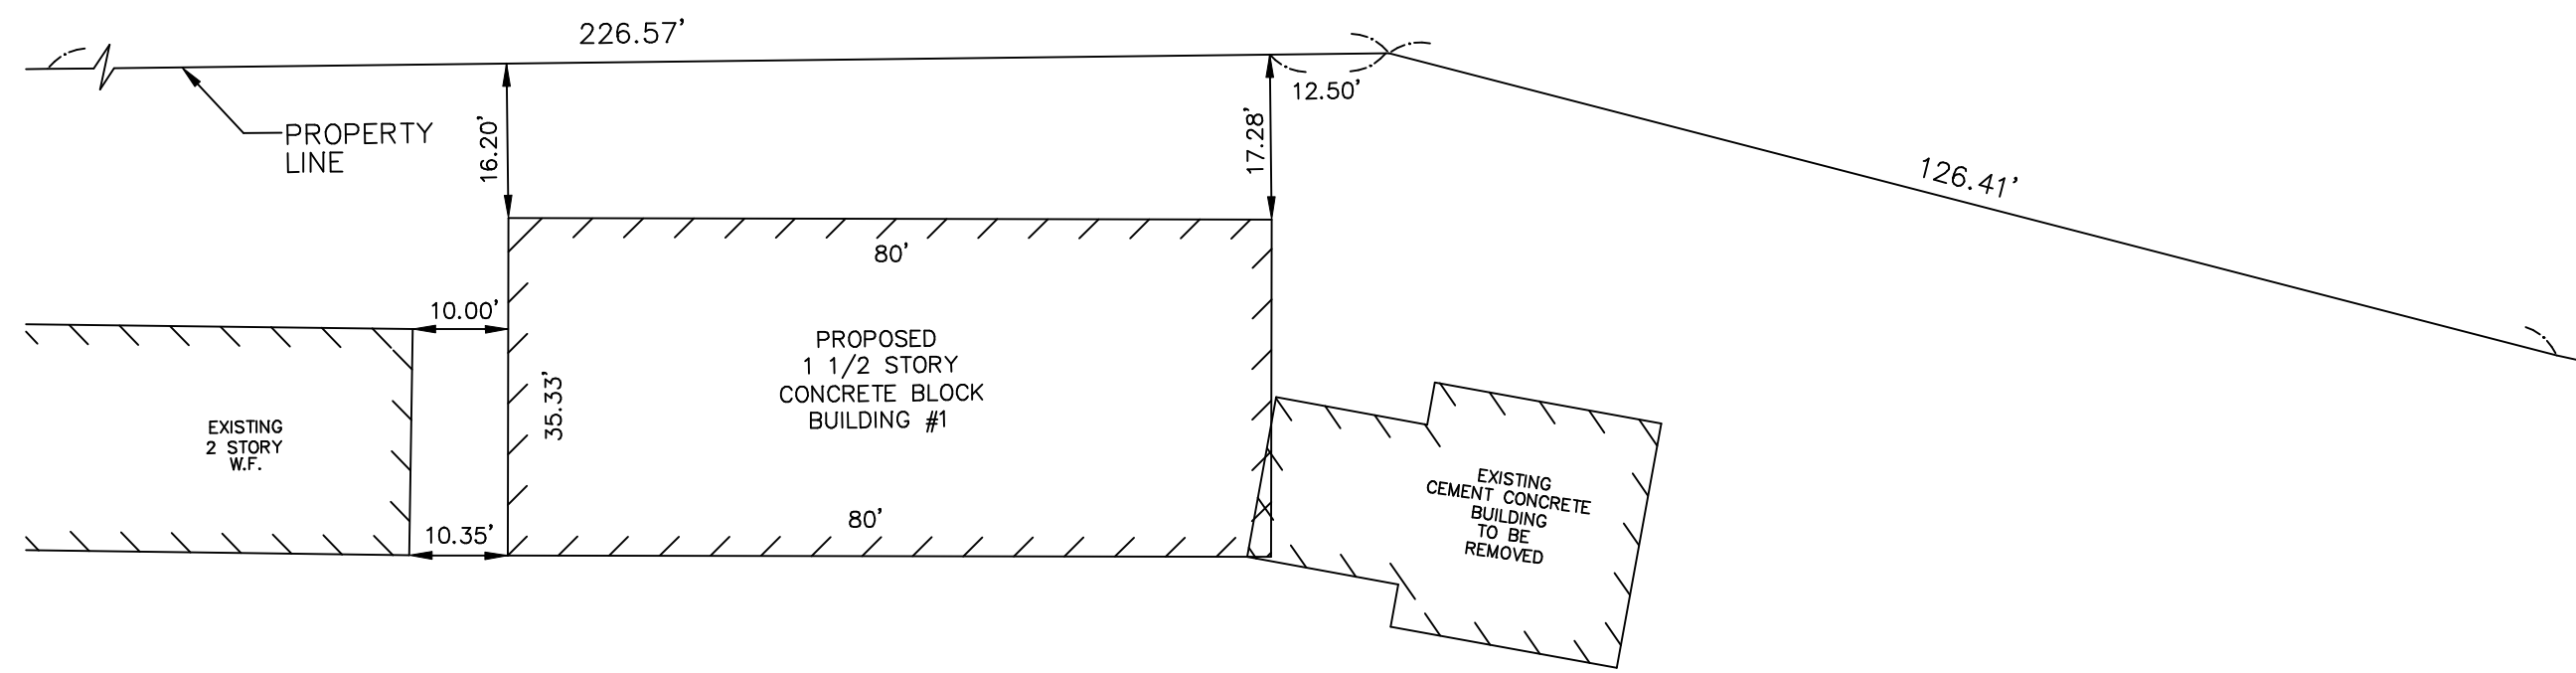 226.57'
12.50'
PROPERTY
LINE
16.20'
17.28'
126.41'
80'
10.00'
PROPOSED
1 1/2 STORY
CONCRETE BLOCK
BUILDING #1
35.33'
EXISTING
2 STORY
W.F.
EXISTING
CEMENT CONCRETE
BUILDING
TO BE
REMOVED
80'
10.35'